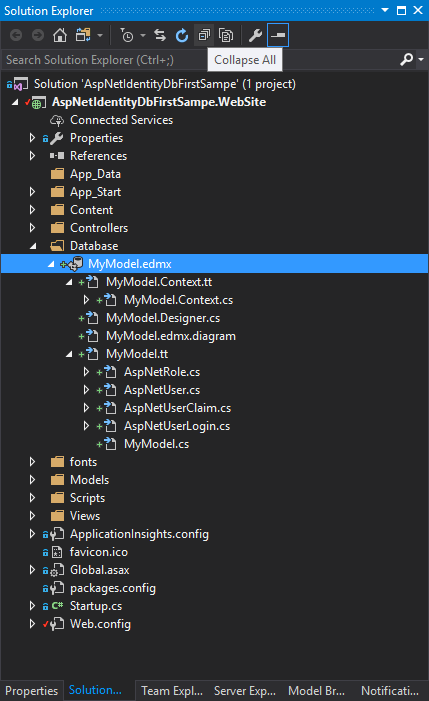 Solution Explorer
Search Solution Explorer (Ctrl+;)
Collapse All
Solution 'AspNetIdentityDbFirstSampe' (1 project)
AspNetIdentityDbFirstSampe.WebSite
Connected Services
Properties
References
App_Data
App_Start
Content
Controllers
Database
MyModel.edmx
MyModel.Context.tt
MyModel.Context.cs
MyModel.Designer.cs
MyModel.edmx.diagram
MyModel.tt
AspNetRole.cs
AspNetUser.cs
AspNetUserClaim.cs
AspNetUserLogin.cs
MyModel.cs
fonts
Models
Scripts
Views
ApplicationInsights.config
favicon.ico
Global.asax
packages.config
C# Startup.cs
Web.config
Properties Solution... Team Expl... Server Exp... Model Br... Notificati...